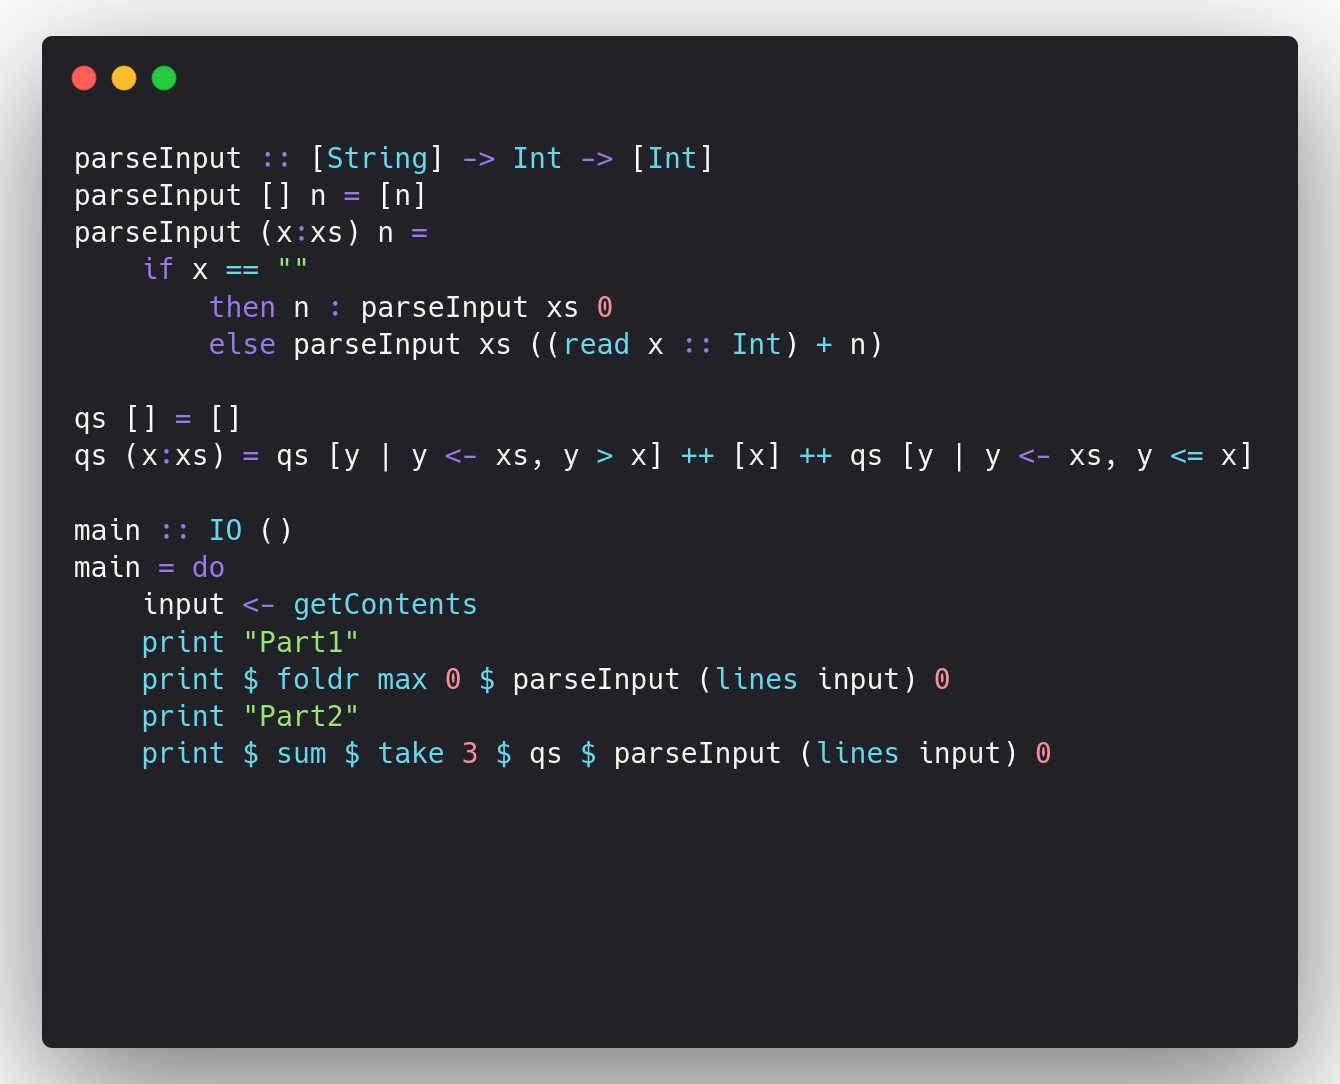 parseInput :: [String] -> Int -> [Int]
parseInput [] n = [n]
parseInput (x:xs) n =
    if x == ""
        then n : parseInput xs 0
        else parseInput xs ((read x :: Int) + n)

qs [] = []
qs (x:xs) = qs [y | y <- xs, y > x] ++ [x] ++ qs [y | y <- xs, y <= x]

main :: IO ()
main = do
    input <- getContents
    print "Part1"
    print $ foldr max 0 $ parseInput (lines input) 0
    print "Part2"
    print $ sum $ take 3 $ qs $ parseInput (lines input) 0